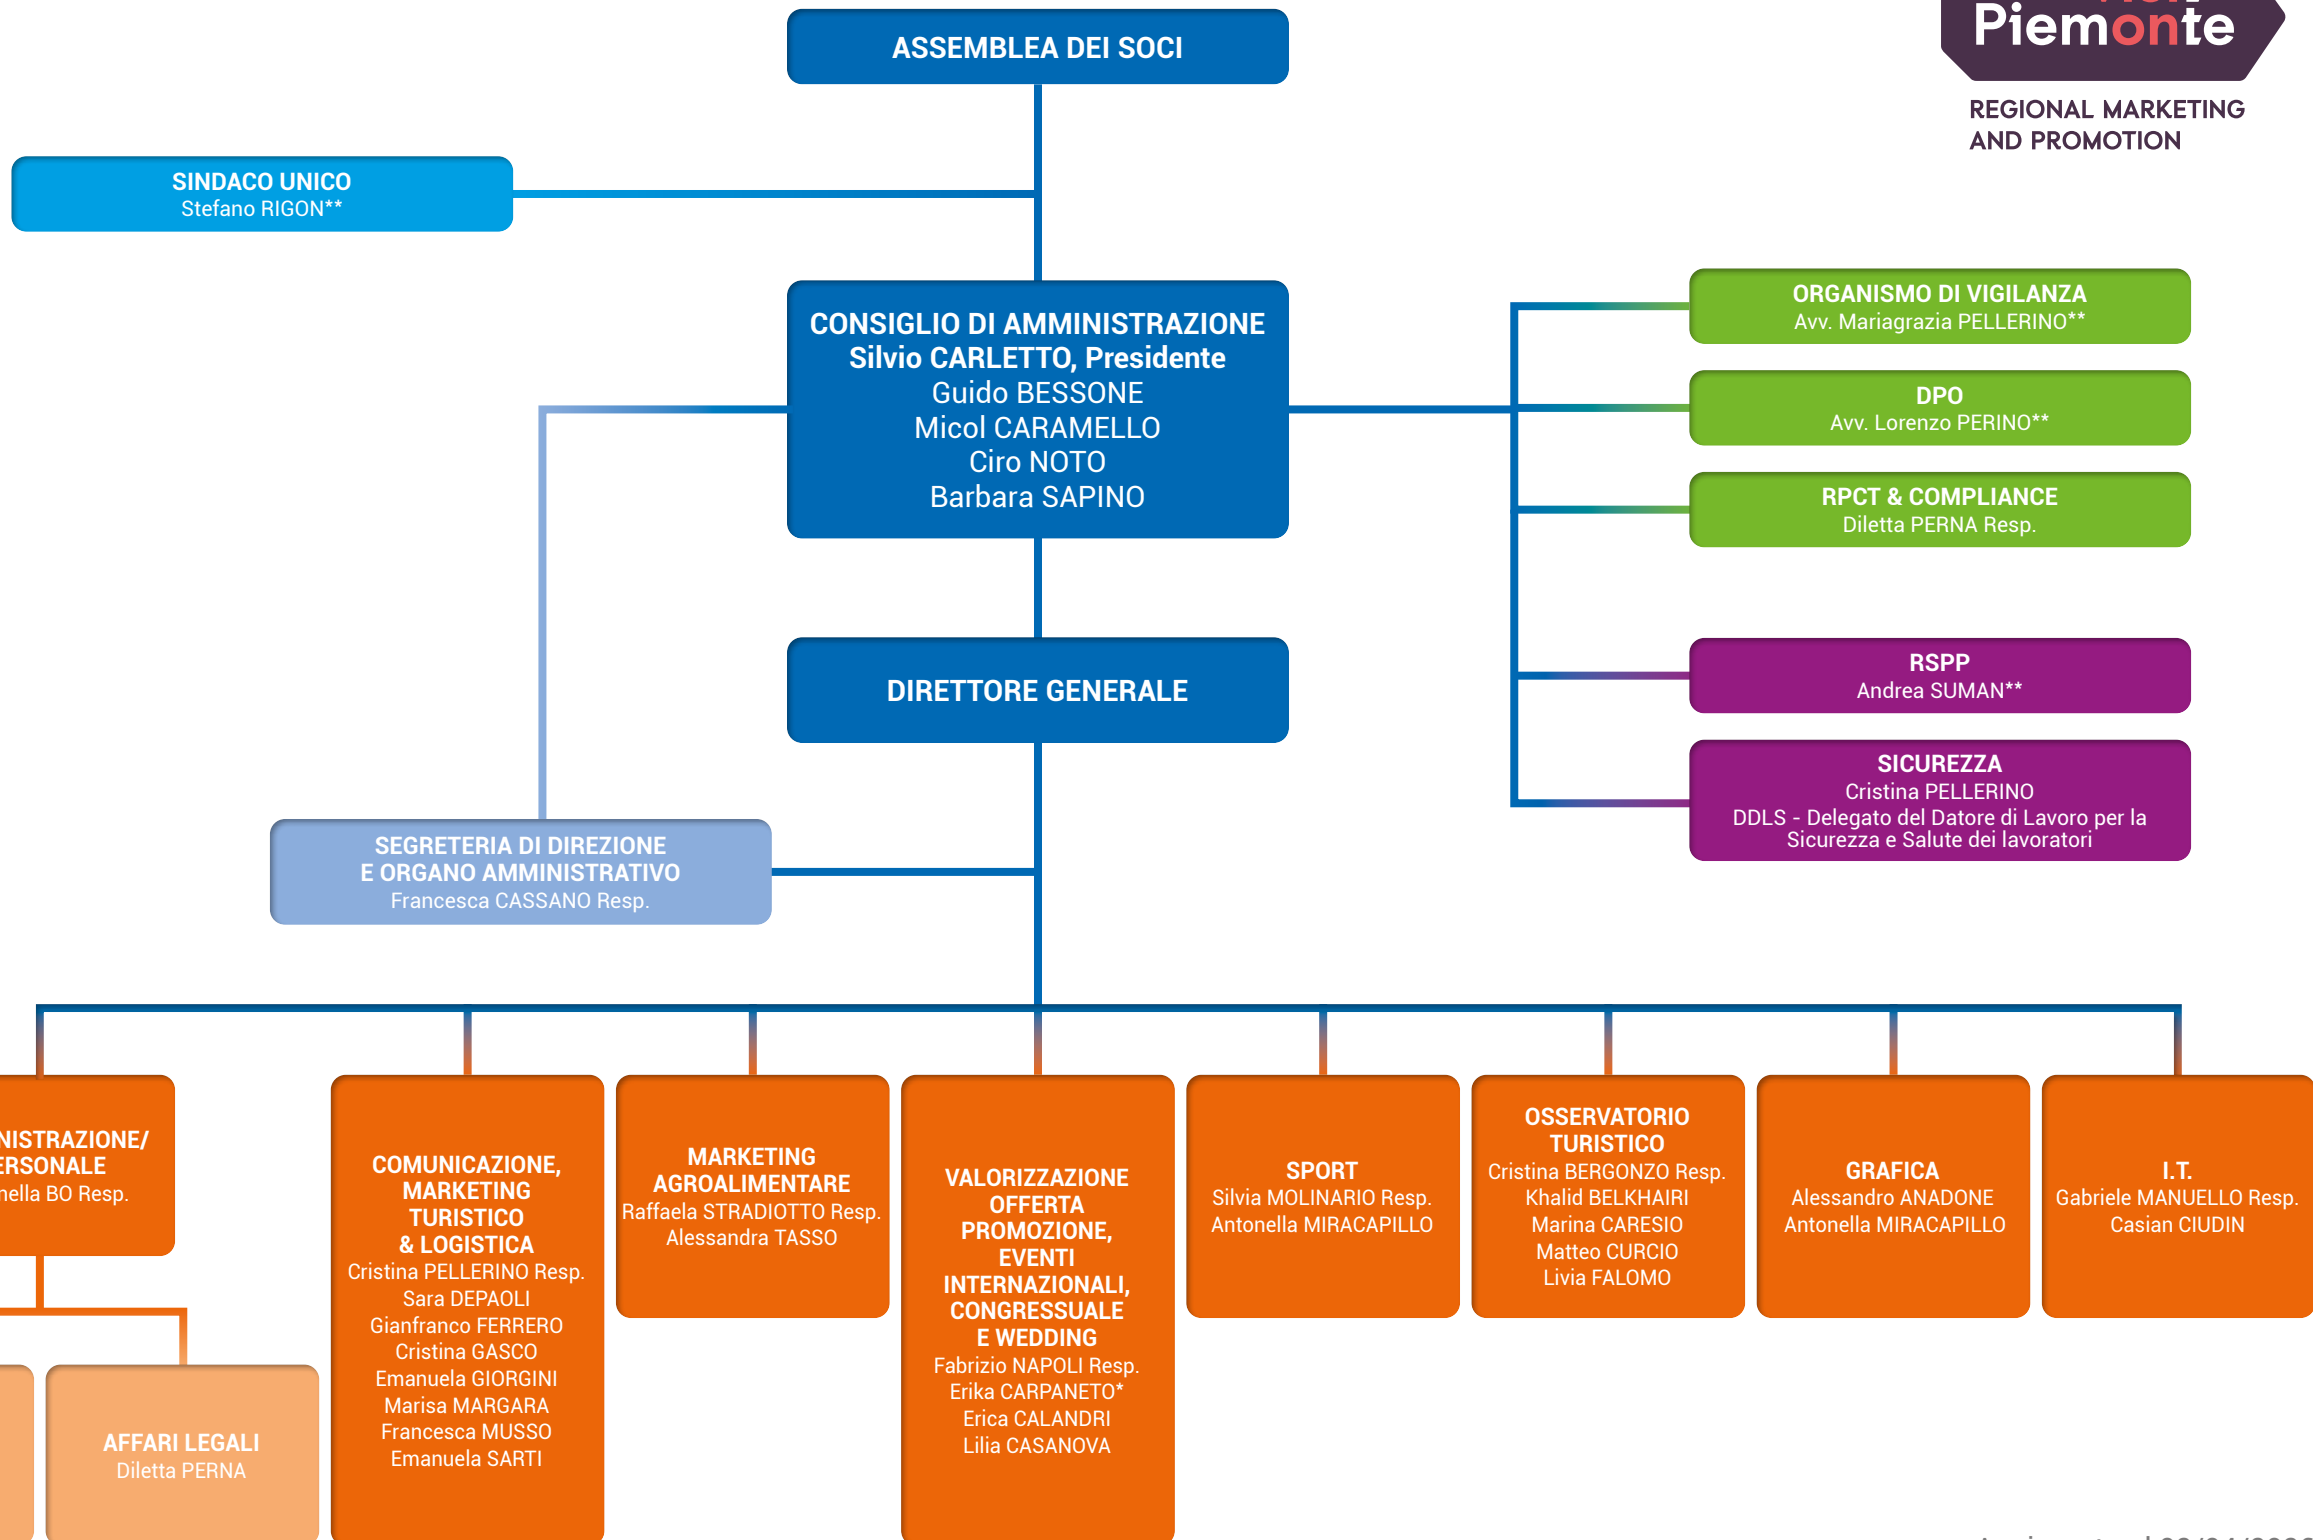 Piemonte
REGIONAL MARKETING
AND PROMOTION
ASSEMBLEA DEI SOCI
SINDACO UNICO
Stefano RIGON**
CONSIGLIO DI AMMINISTRAZIONE
Silvio CARLETTO, Presidente
Guido BESSONE
Micol CARAMELLO
Ciro NOTO
Barbara SAPINO
ORGANISMO DI VIGILANZA
Avv. Mariagrazia PELLERINO**
DPO
Avv. Lorenzo PERINO**
RPCT & COMPLIANCE
Diletta PERNA Resp.
RSPP
Andrea SUMAN**
SICUREZZA
Cristina PELLERINO
DDLS - Delegato del Datore di Lavoro per la
Sicurezza e Salute dei lavoratori
DIRETTORE GENERALE
SEGRETERIA DI DIREZIONE
E ORGANO AMMINISTRATIVO
Francesca CASSANO Resp.
BO Resp.
AFFARI LEGALI
Diletta PERNA
COMUNICAZIONE,
MARKETING
TURISTICO
& LOGISTICA
Cristina PELLERINO Resp.
Sara DEPAOLI
Gianfranco FERRERO
Cristina GASCO
Emanuela GIORGINI
Marisa MARGARA
Francesca MUSSO
Emanuela SARTI
MARKETING
AGROALIMENTARE
Raffaela STRADIOTTO Resp.
Alessandra TASSO
VALORIZZAZIONE
OFFERTA
PROMOZIONE,
EVENTI
INTERNAZIONALI,
CONGRESSUALE
E WEDDING
Fabrizio NAPOLI Resp.
Erika CARPANETO*
Erica CALANDRI
Lilia CASANOVA
SPORT
Silvia MOLINARIO Resp.
Antonella MIRACAPILLO
OSSERVATORIO
TURISTICO
Cristina BERGONZO Resp.
Khalid BELKHAIRI
Marina CARESIO
Matteo CURCIO
Livia FALOMO
GRAFICA
Alessandro ANADONE
Antonella MIRACAPILLO
I.T.
Gabriele MANUELLO Resp.
Casian CIUDIN